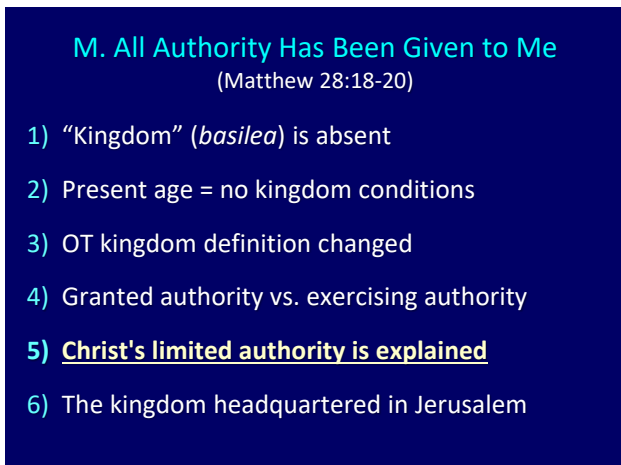 M. All Authority Has Been Given to Me
(Matthew 28:18-20)
1) “Kingdom” (basilea) is absent
2) Present age = no kingdom conditions
3) OT kingdom definition changed
4) Granted authority vs. exercising authority
5) Christ's limited authority is explained
6) The kingdom headquartered in Jerusalem